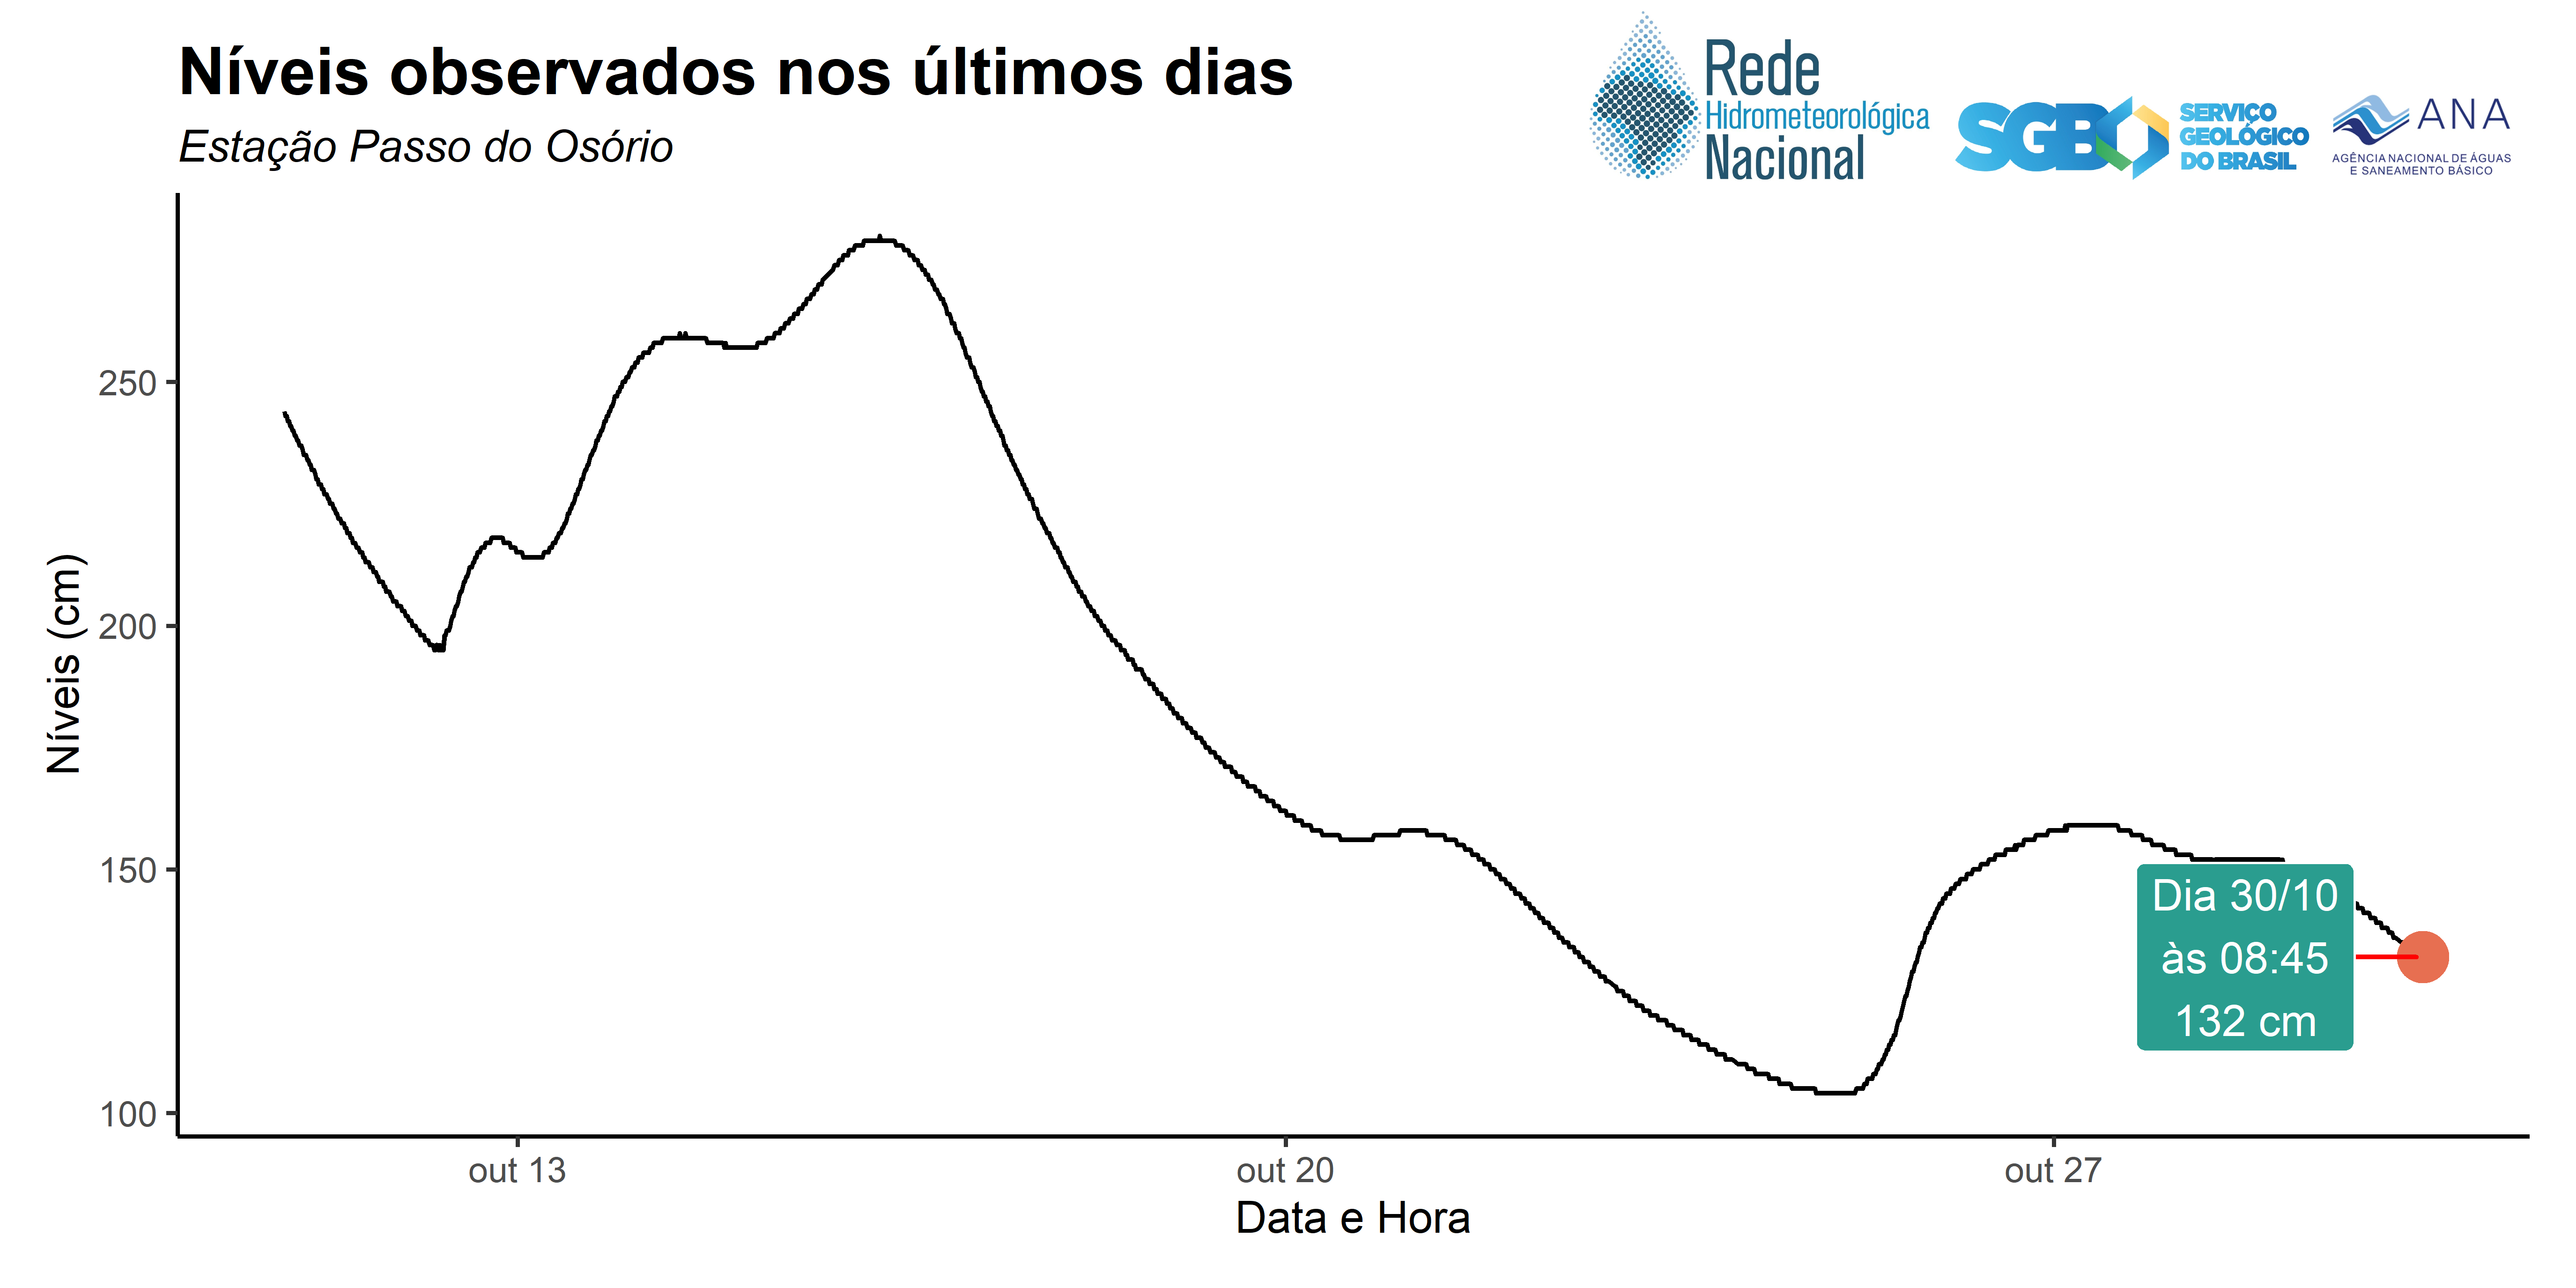 Níveis observados nos últimos dias
Estação Passo do Osório
Rede
Hidrometeorológica
Nacional
SGB
SERVIÇO
GEOLÓGICO
DO BRASIL
ANA
AGÊNCIA NACIONAL DE ÁGUAS
E SANEAMENTO BÁSICO
Níveis (cm)
250
200
150
100
Dia 30/10
às 08:45
132 cm
out 13
out 20
out 27
Data e Hora